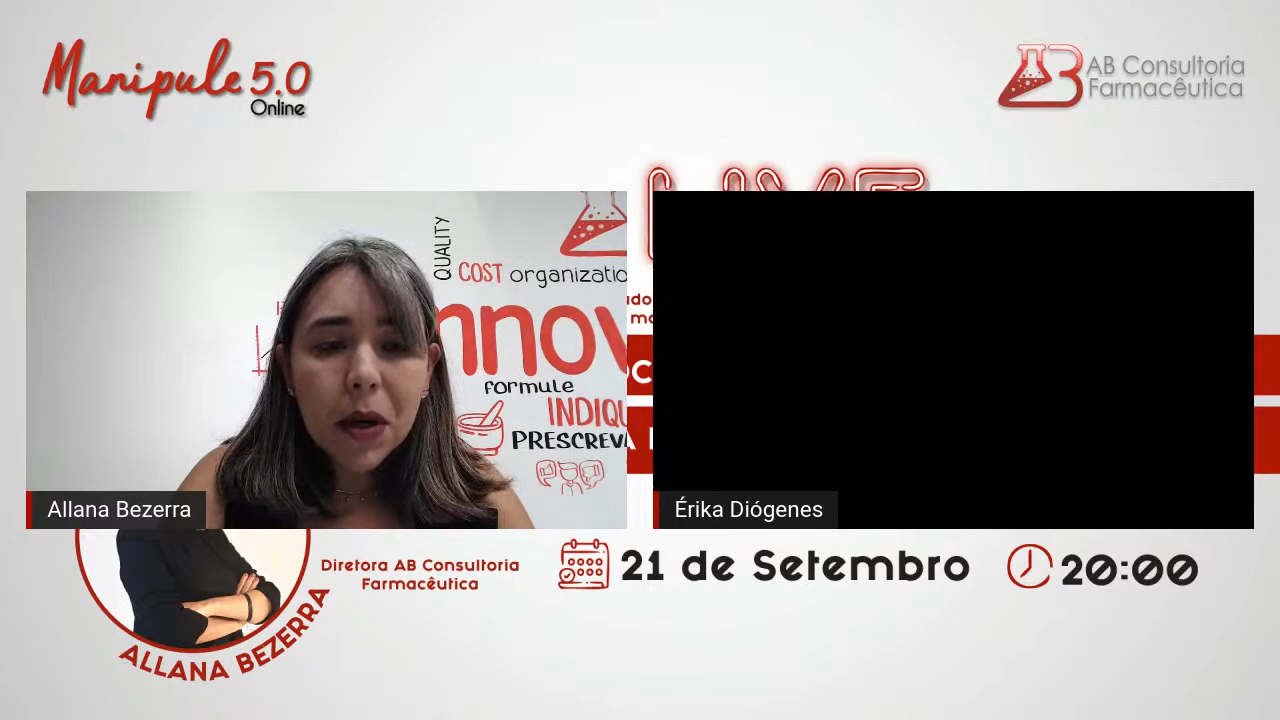 Manipule 5.0
Online
AB Consultoria
Farmacêutica
LIVE
QUALITY
COST organizatio
nnov
formule
INDIQU
PRESCREVA
Allana Bezerra
Érika Diógenes
Diretora AB Consultoria
Farmacêutica
21 de Setembro
20:00
ALLANA BEZERRA